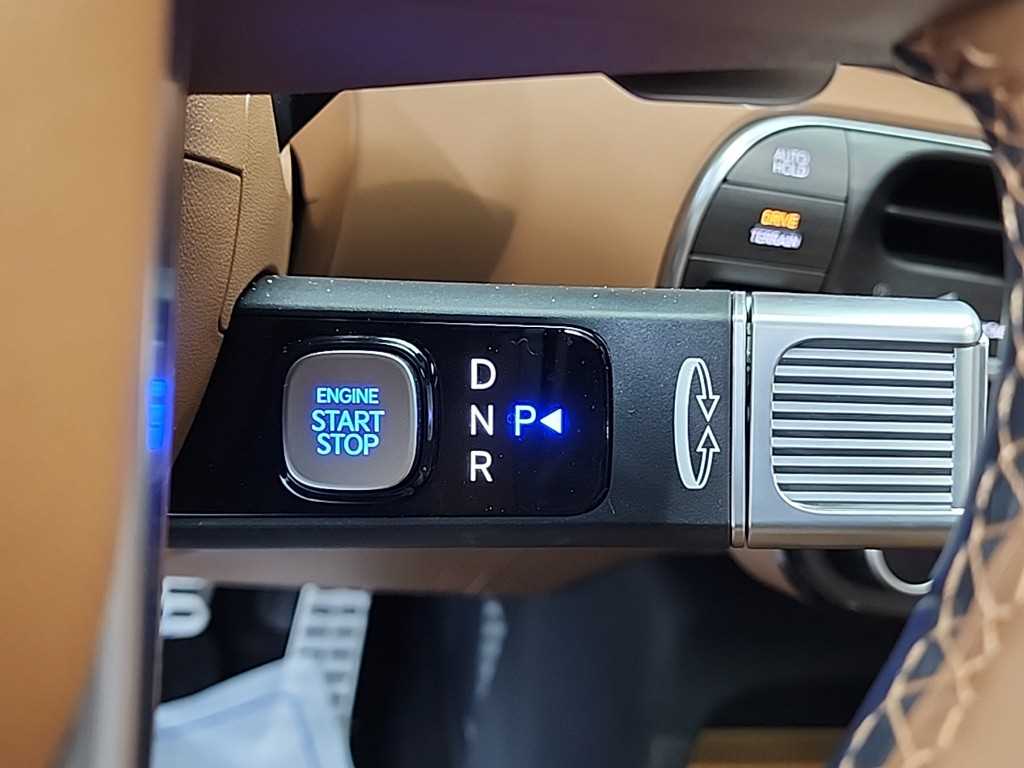 AUTO
HOLD
DRIVE
TERRAIN
ENGINE
START
STOP
D
N
R
P